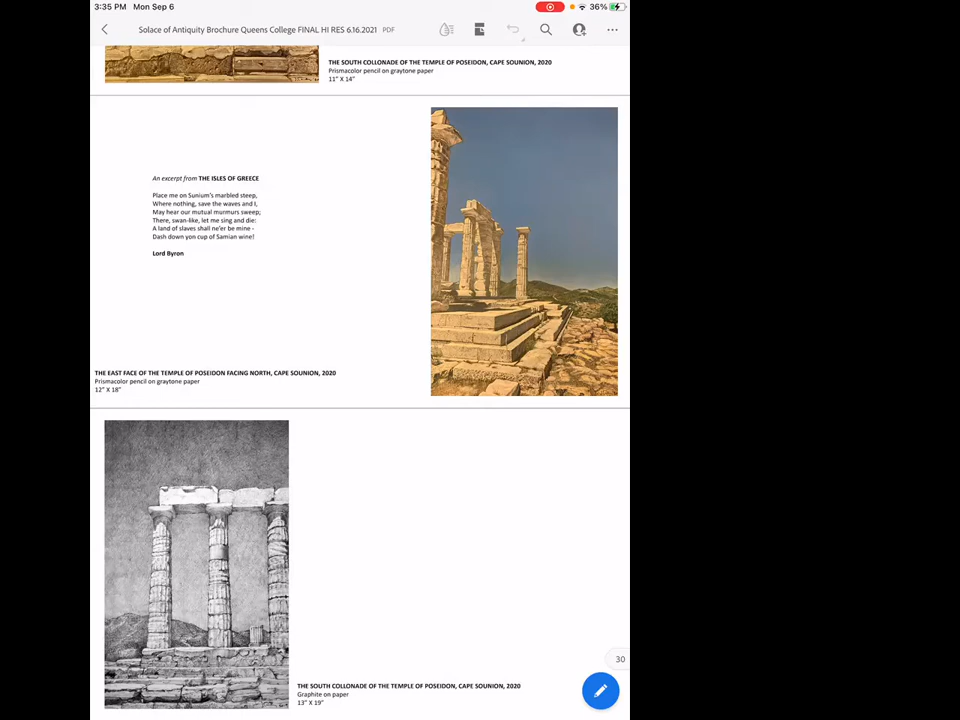 3:35 PM Mon Sep 6
36%
Solace of Antiquity Brochure Queens College FINAL HI RES 6.16.2021 PDF
THE SOUTH COLLONADE OF THE TEMPLE OF POSEIDON, CAPE SOUNION, 2020
Prismacolor pencil on graytone paper
11" X 14"
An excerpt from THE ISLES OF GREECE
Place me on Sunium's marbled steep,
Where nothing, save the waves and I,
May hear our mutual murmurs sweep;
There, swan-like, let me sing and die:
A land of slaves shall ne'er be mine -
Dash down yon cup of Samian wine!
Lord Byron
THE EAST FACE OF THE TEMPLE OF POSEIDON FACING NORTH, CAPE SOUNION, 2020
Prismacolor pencil on graytone paper
12" X 18"
30
THE SOUTH COLLONADE OF THE TEMPLE OF POSEIDON, CAPE SOUNION, 2020
Graphite on paper
13" X 19"